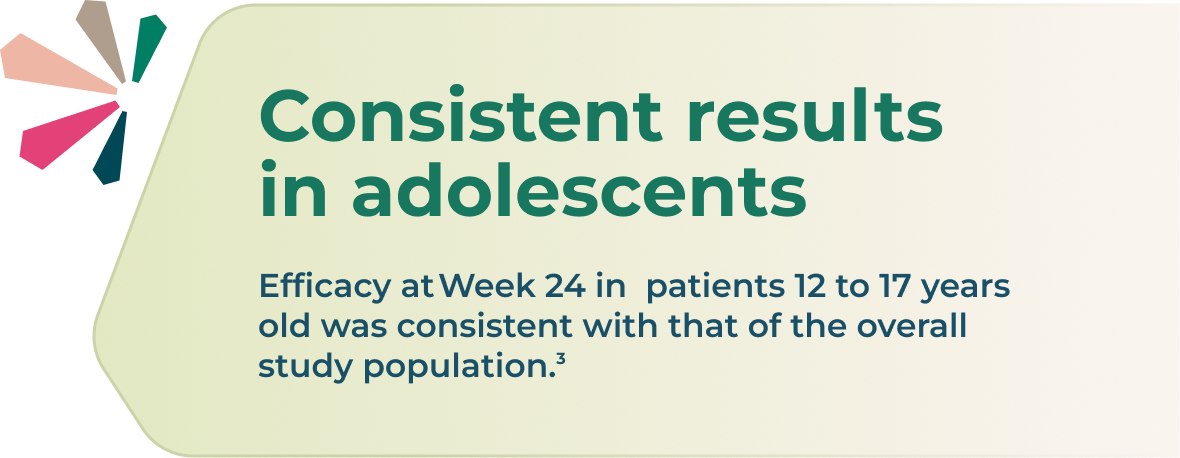 Consistent results
in adolescents
Efficacy at Week 24 in patients 12 to 17 years
old was consistent with that of the overall
study population.³